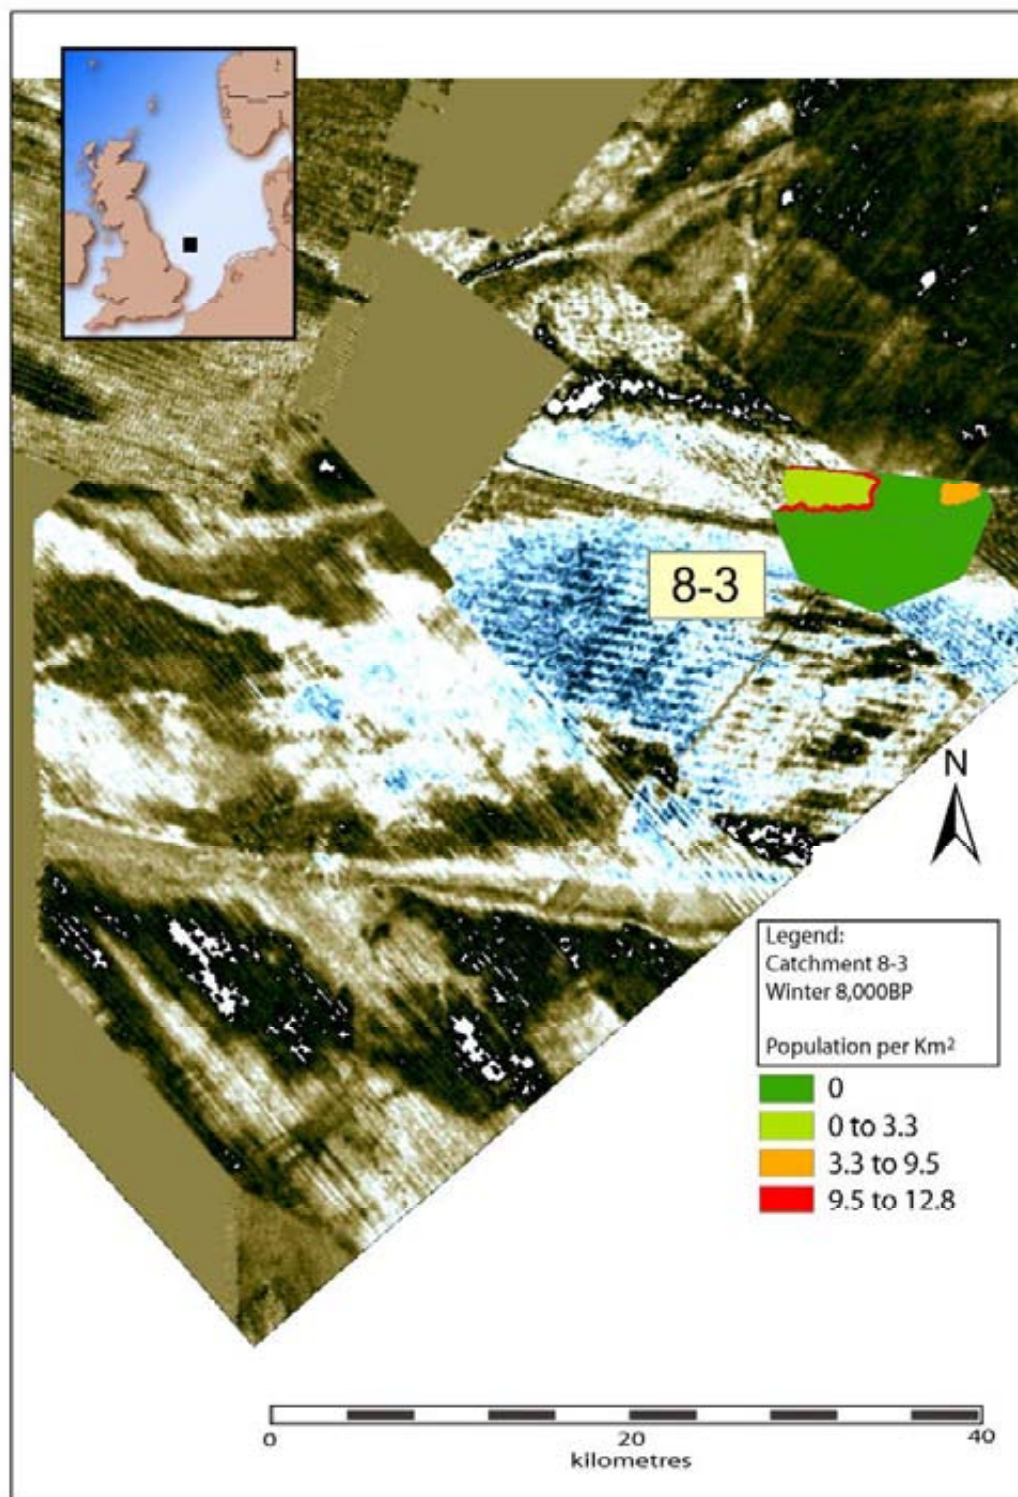 8-3
N
Legend:
Catchment 8-3
Winter 8,000BP
Population per Km²
0
0 to 3.3
3.3 to 9.5
9.5 to 12.8
0 20 40
kilometres